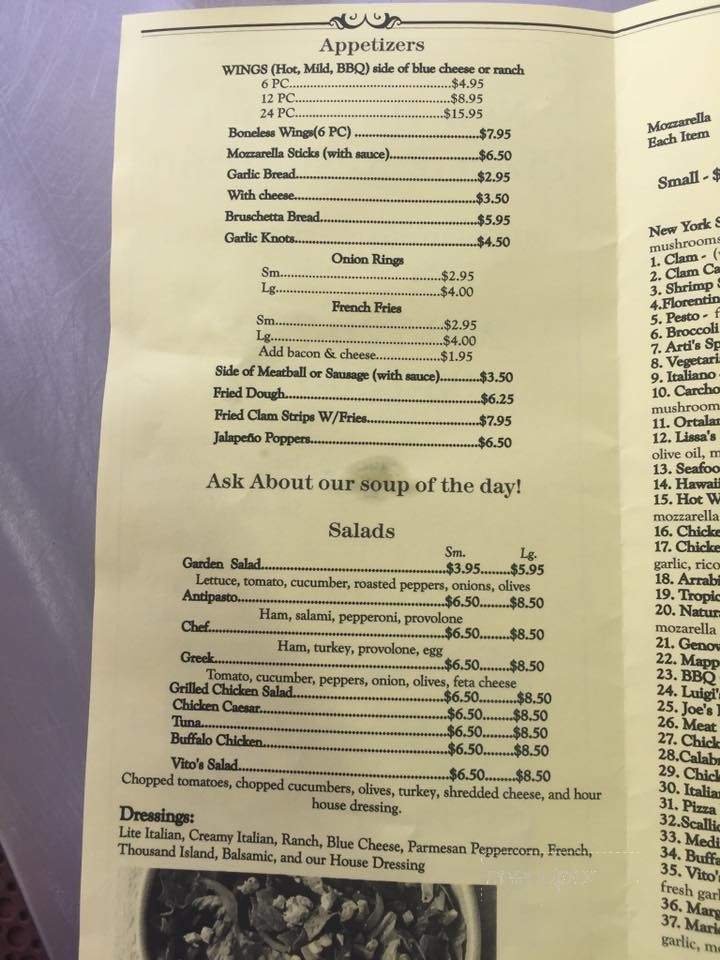 Appetizers
WINGS (Hot, Mild, BBQ) side of blue cheese or ranch
6 PC...........................................$4.95
12 PC.........................................$8.95
24 PC.......................................$15.95
Boneless Wings(6 PC) ................................$7.95
Mozzarella Sticks (with sauce).......................$6.50
Garlic Bread..............................................$2.95
With cheese..............................................$3.50
Bruschetta Bread........................................$5.95
Garlic Knots..............................................$4.50
Onion Rings
Sm..........................................$2.95
Lg...........................................$4.00
French Fries
Sm..........................................$2.95
Lg...........................................$4.00
Add bacon & cheese................$1.95
Side of Meatball or Sausage (with sauce)..........$3.50
Fried Dough..............................................$6.25
Fried Clam Strips W/Fries.............................$7.95
Jalapeño Poppers........................................$6.50
Ask About our soup of the day!
Salads
Sm. Lg.
Garden Salad..............................................$3.95........$5.95
Lettuce, tomato, cucumber, roasted peppers, onions, olives
Antipasto....................................................$6.50........$8.50
Ham, salami, pepperoni, provolone
Chef...........................................................$6.50........$8.50
Ham, turkey, provolone, egg
Greek.........................................................$6.50........$8.50
Tomato, cucumber, peppers, onion, olives, feta cheese
Grilled Chicken Salad...................................$6.50.........$8.50
Chicken Caesar............................................$6.50........$8.50
Tuna...........................................................$6.50........$8.50
Buffalo Chicken...........................................$6.50........$8.50
Vito's Salad..................................................$6.50........$8.50
Chopped tomatoes, chopped cucumbers, olives, turkey, shredded cheese, and hour
house dressing.
Dressings:
Lite Italian, Creamy Italian, Ranch, Blue Cheese, Parmesan Peppercorn, French,
Thousand Island, Balsamic, and our House Dressing
Mozzarella
Each Item
Small - $
New York S
mushrooms
1. Clam - (
2. Clam Ca
3. Shrimp S
4.Florentin
5. Pesto - f
6. Broccoli
7. Arti's Sp
8. Vegetari
9. Italiano
10. Carcho
mushroom
11. Ortalan
12. Lissa's
olive oil, m
13. Seafoo
14. Hawaii
15. Hot W
mozzarella
16. Chicke
17. Chicke
garlic, rico
18. Arrabi
19. Tropic
20. Natura
mozarella
21. Genov
22. Mapp
23. BBQ
24. Luigi'
25. Joe's
26. Meat
27. Chick
28.Calabr
29. Chick
30. Italia
31. Pizza
32.Scallio
33. Medi
34. Buffa
35. Vito's
fresh garl
36. Marg
37. Mari
garlic, mo